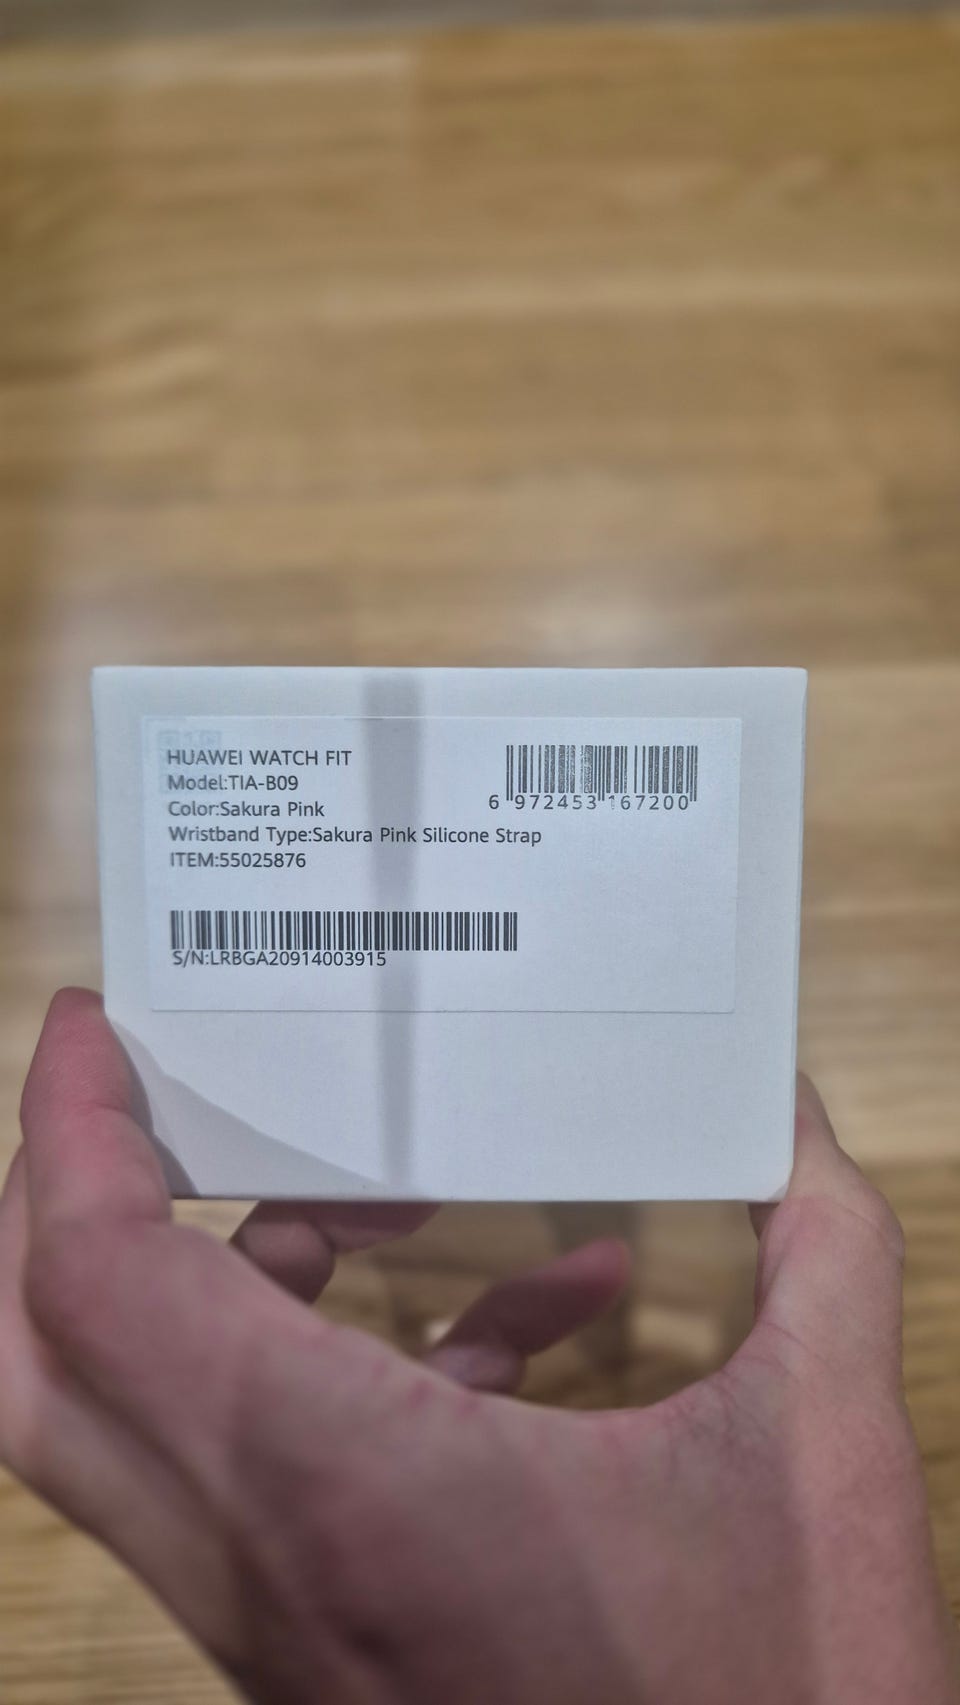 HUAWEI WATCH FIT
Model:TIA-B09
Color:Sakura Pink
Wristband Type:Sakura Pink Silicone Strap
ITEM:55025876
6 972453 167200
S/N:LRBGA20914003915